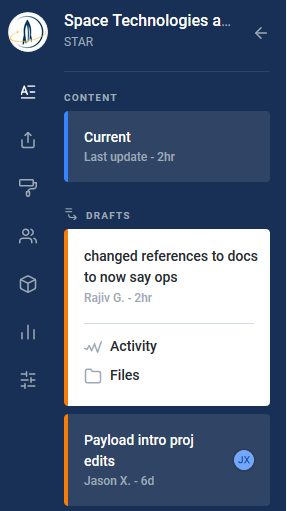 Space Technologies a...
STAR
CONTENT
Current
Last update - 2hr
DRAFTS
changed references to docs
to now say ops
Rajiv G. - 2hr
Activity
Files
Payload intro proj
edits
JX
Jason X. - 6d